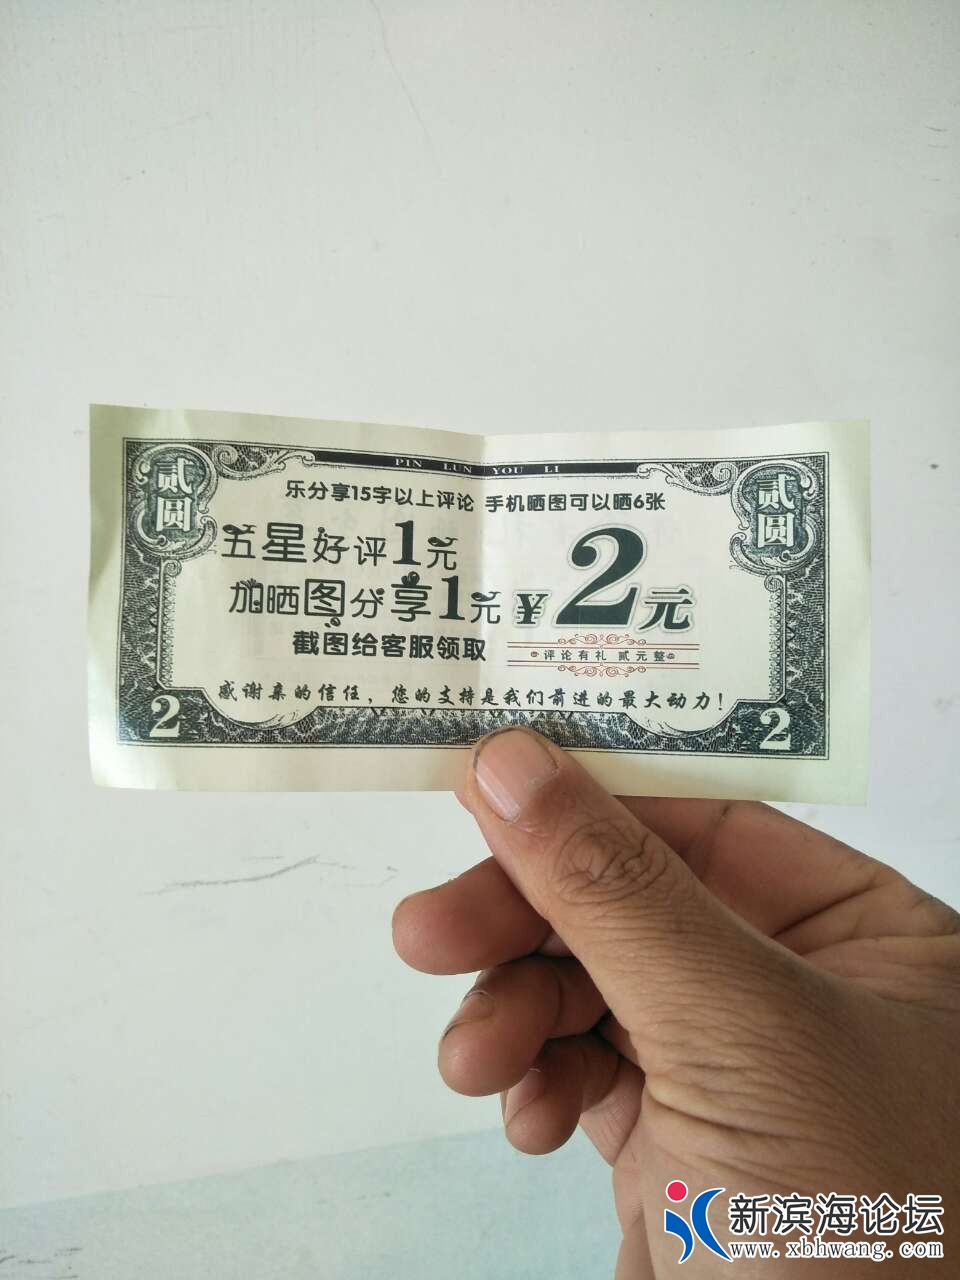 PIN LUN YOU LI
贰圆
贰圆
乐分享15字以上评论 手机晒图可以晒6张
五星好评1元
加晒图分享1元
¥2元
截图给客服领取
评论有礼 贰元整
感谢亲的信任，您的支持是我们前进的最大动力！
2
2
新滨海论坛
www.xbhwang.com